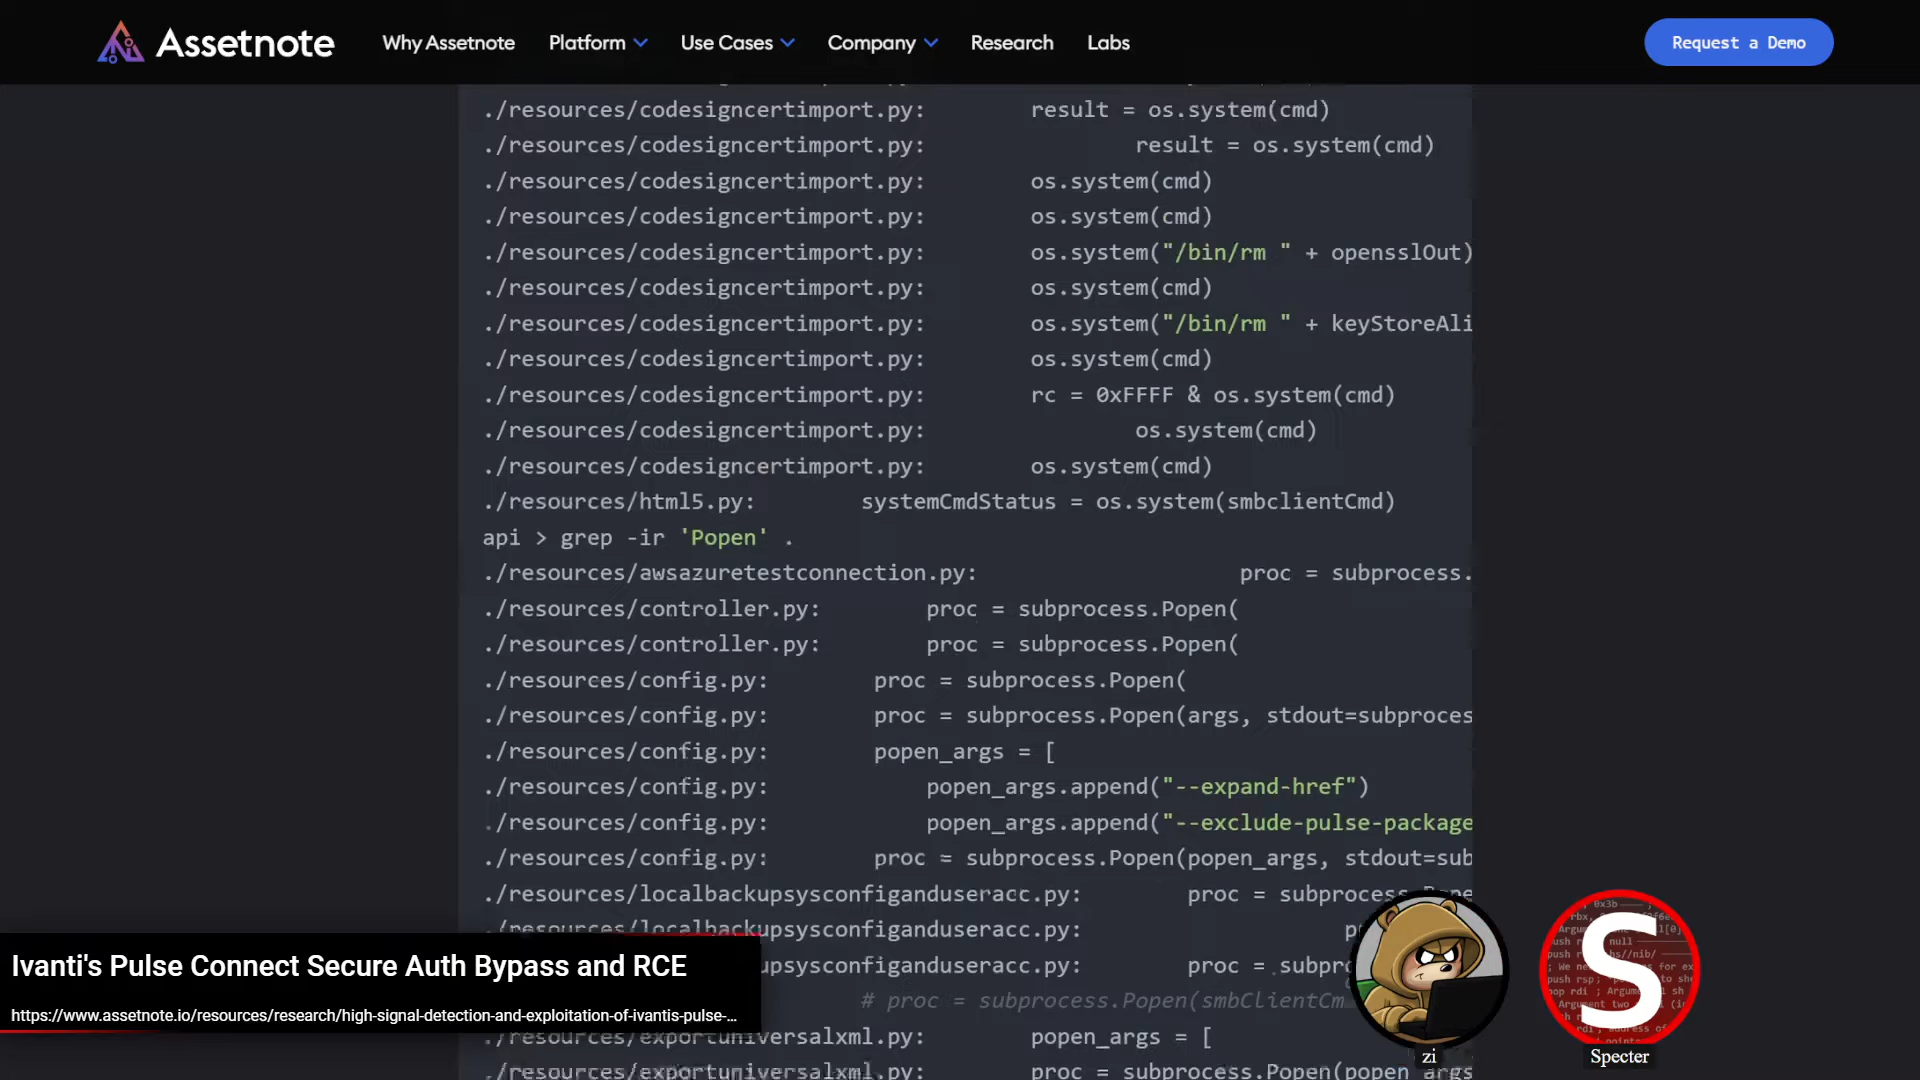 Assetnote Why Assetnote Platform Use Cases Company Research Labs Request a Demo
./resources/codesigncertimport.py: result = os.system(cmd)
./resources/codesigncertimport.py: result = os.system(cmd)
./resources/codesigncertimport.py: os.system(cmd)
./resources/codesigncertimport.py: os.system(cmd)
./resources/codesigncertimport.py: os.system("/bin/rm " + opensslOut)
./resources/codesigncertimport.py: os.system(cmd)
./resources/codesigncertimport.py: os.system("/bin/rm " + keyStoreAli
./resources/codesigncertimport.py: os.system(cmd)
./resources/codesigncertimport.py: rc = 0xFFFF & os.system(cmd)
./resources/codesigncertimport.py: os.system(cmd)
./resources/codesigncertimport.py: os.system(cmd)
./resources/html5.py: systemCmdStatus = os.system(smbclientCmd)
api > grep -ir 'Popen' .
./resources/awsazuretestconnection.py: proc = subprocess.
./resources/controller.py: proc = subprocess.Popen(
./resources/controller.py: proc = subprocess.Popen(
./resources/config.py: proc = subprocess.Popen(
./resources/config.py: proc = subprocess.Popen(args, stdout=subproces
./resources/config.py: popen_args = [
./resources/config.py: popen_args.append("--expand-href")
./resources/config.py: popen_args.append("--exclude-pulse-package
./resources/config.py: proc = subprocess.Popen(popen_args, stdout=sub
./resources/localbackupsysconfiganduseracc.py: proc = subprocess.Pope
./resources/localbackupsysconfiganduseracc.py: p
upsysconfiganduseracc.py: proc = subpr
# proc = subprocess.Popen(smbClientCm
./resources/exportuniversalxml.py: popen_args = [
./resources/exportuniversalxml.py: proc = subprocess.Popen(popen_args
Ivanti's Pulse Connect Secure Auth Bypass and RCE
https://www.assetnote.io/resources/research/high-signal-detection-and-exploitation-of-ivantis-pulse-...
S
zi
Specter